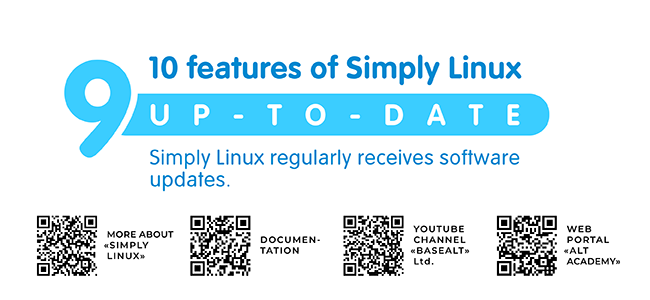 9
10 features of Simply Linux
UP-TO-DATE
Simply Linux regularly receives software
updates.
MORE ABOUT
«SIMPLY
LINUX»
DOCUMEN-
TATION
YOUTUBE
CHANNEL
«BASEALT»
Ltd.
WEB
PORTAL
«ALT
ACADEMY»